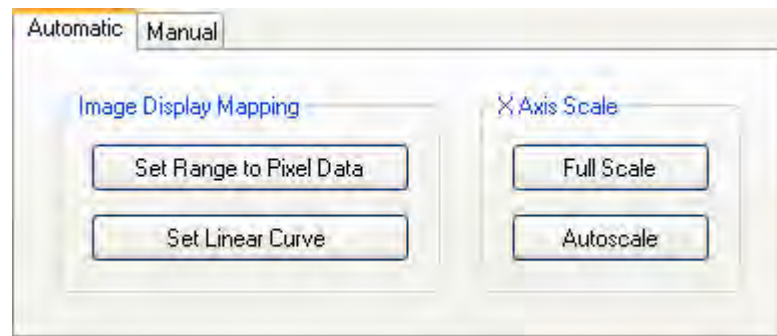 Automatic
Manual
Image Display Mapping
Set Range to Pixel Data
Set Linear Curve
X Axis Scale
Full Scale
Autoscale